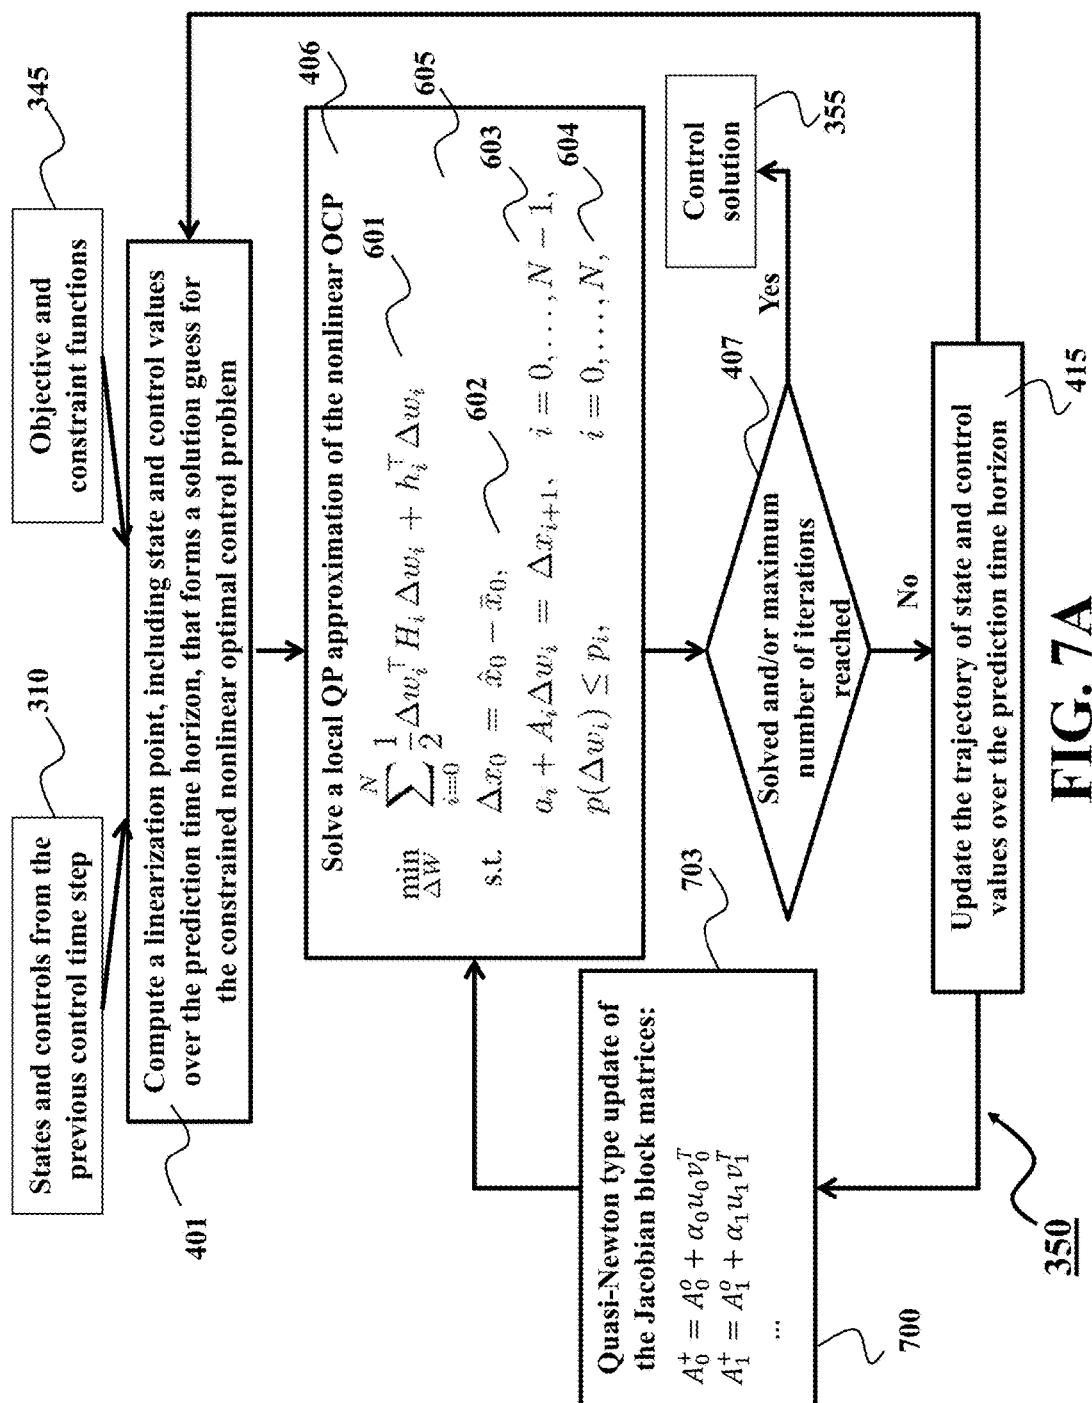 345
310
Objective and
constraint functions
States and controls from the
previous control time step
401
Compute a linearization point, including state and control values
over the prediction time horizon, that forms a solution guess for
the constrained nonlinear optimal control problem
406
605
Solve a local QP approximation of the nonlinear OCP
601
min_{ΔW} \sum_{i=0}^{N} \frac{1}{2} Δw_i^⊤ H_i Δw_i + h_i^⊤ Δw_i
602
s.t. Δx_0 = \hat{x}_0 − \bar{x}_0,
603
a_i + A_i Δw_i = Δx_{i+1}, i = 0, . . . , N − 1,
604
p(Δw_i) ≤ p_i, i = 0, . . . , N,
703
Quasi-Newton type update of
the Jacobian block matrices:
A_0^+ = A_0^o + α_0 u_0 v_0^T
A_1^+ = A_1^o + α_1 u_1 v_1^T
...
700
407
Solved and/or maximum
number of iterations
reached
Yes
Control
solution
355
No
Update the trajectory of state and control
values over the prediction time horizon
415
350
FIG. 7A